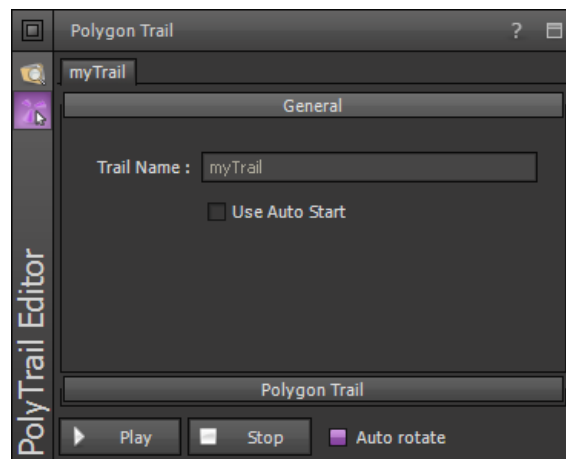 Polygon Trail ?
myTrail
General
Trail Name : myTrail
Use Auto Start
PolyTrail Editor
Polygon Trail
Play Stop Auto rotate